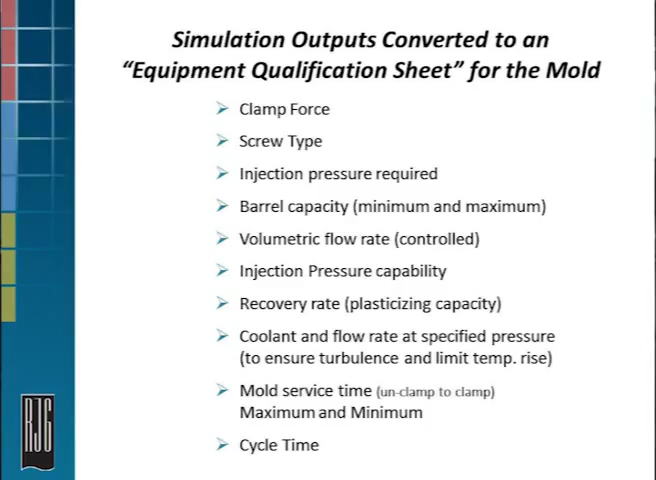 Simulation Outputs Converted to an
“Equipment Qualification Sheet” for the Mold
Clamp Force
Screw Type
Injection pressure required
Barrel capacity (minimum and maximum)
Volumetric flow rate (controlled)
Injection Pressure capability
Recovery rate (plasticizing capacity)
Coolant and flow rate at specified pressure
(to ensure turbulence and limit temp. rise)
Mold service time (un-clamp to clamp)
Maximum and Minimum
Cycle Time
RJG